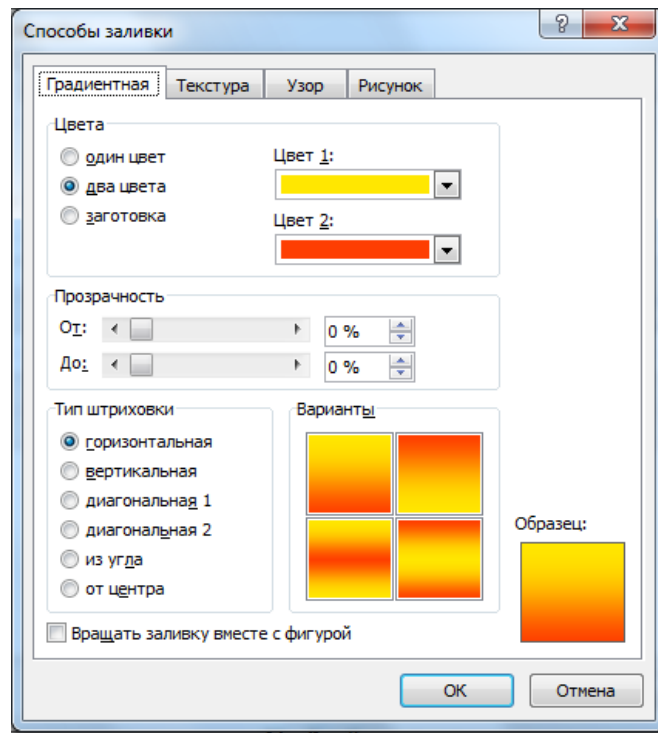 Способы заливки
Градиентная Текстура Узор Рисунок
Цвета
один цвет
два цвета
заготовка
Цвет 1:
Цвет 2:
Прозрачность
От: 0 %
До: 0 %
Тип штриховки
горизонтальная
вертикальная
диагональная 1
диагональная 2
из угла
от центра
Варианты
Образец:
Вращать заливку вместе с фигурой
ОК Отмена